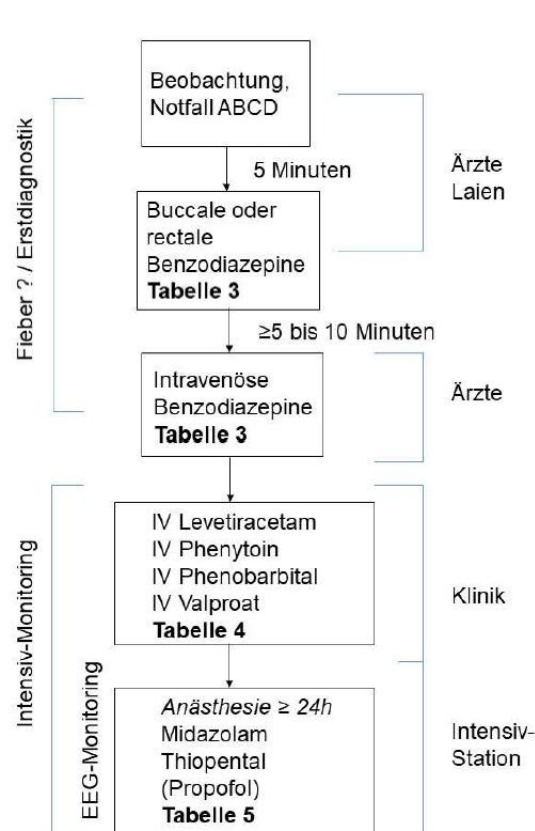 Beobachtung,
Notfall ABCD
5 Minuten
Ärzte
Laien
Buccale oder
rectale
Benzodiazepine
Tabelle 3
≥5 bis 10 Minuten
Fieber ? / Erstdiagnostik
Intravenöse
Benzodiazepine
Tabelle 3
Ärzte
IV Levetiracetam
IV Phenytoin
IV Phenobarbital
IV Valproat
Tabelle 4
Klinik
Intensiv-Monitoring
EEG-Monitoring
Anästhesie ≥ 24h
Midazolam
Thiopental
(Propofol)
Tabelle 5
Intensiv-
Station